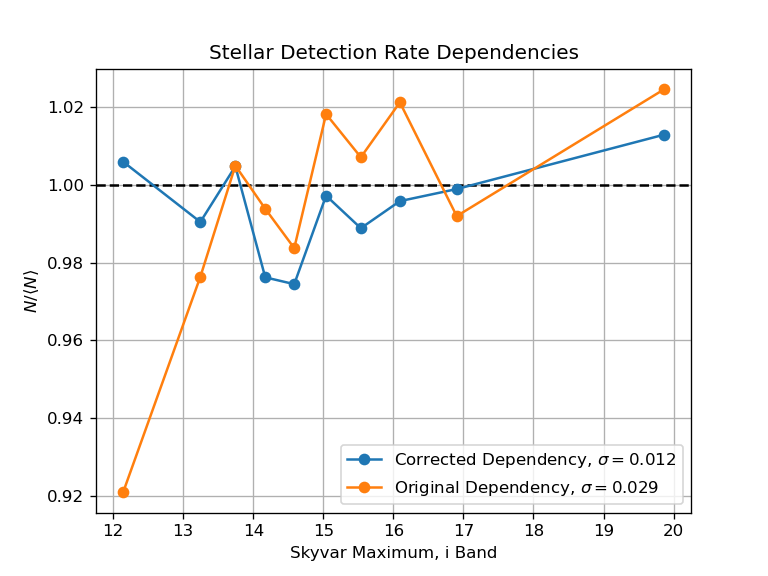 Stellar Detection Rate Dependencies
1.02
1.00
0.98
0.96
0.94
0.92
N/⟨N⟩
12 13 14 15 16 17 18 19 20
Skyvar Maximum, i Band
Corrected Dependency, σ = 0.012
Original Dependency, σ = 0.029